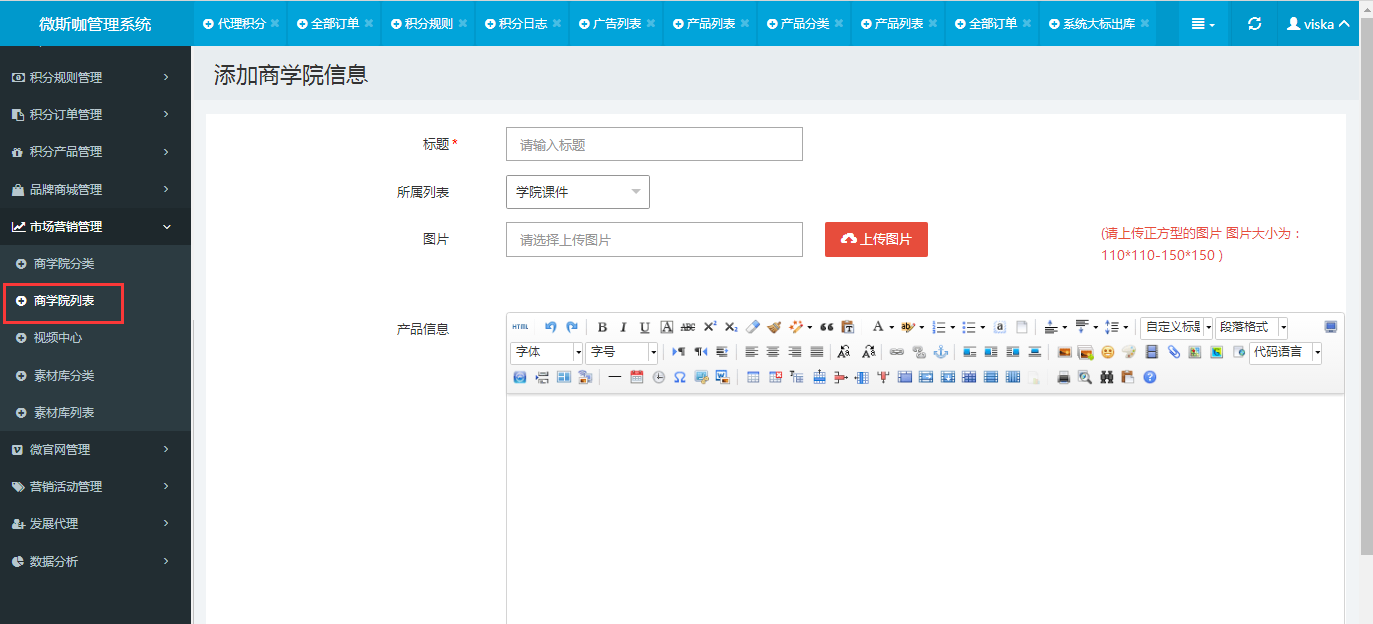 微斯咖管理系统
代理积分
全部订单
积分规则
积分日志
广告列表
产品列表
产品分类
产品列表
全部订单
系统大标出库
viska
积分规则管理
积分订单管理
积分产品管理
品牌商城管理
市场营销管理
商学院分类
商学院列表
视频中心
素材库分类
素材库列表
微官网管理
营销活动管理
发展代理
数据分析
添加商学院信息
标题*
请输入标题
所属列表
学院课件
图片
请选择上传图片
上传图片
(请上传正方型的图片 图片大小为：
110*110-150*150 )
产品信息
HTML
B I U A ABC X² X₂
自定义标题
段落格式
字体
字号
代码语言